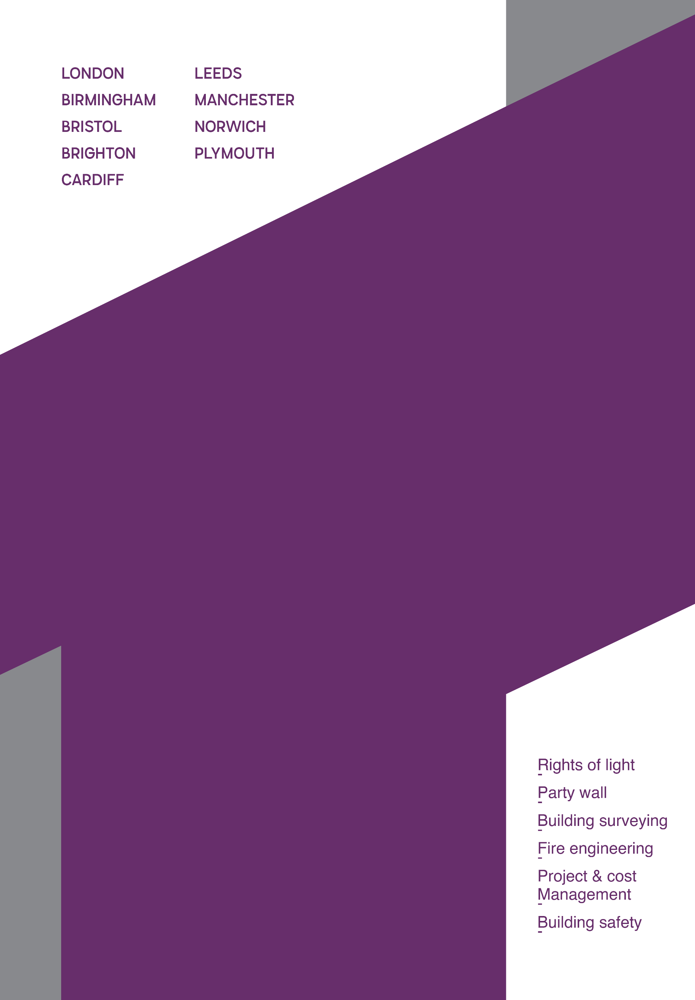 LONDON
BIRMINGHAM
BRISTOL
BRIGHTON
CARDIFF
LEEDS
MANCHESTER
NORWICH
PLYMOUTH
Rights of light
Party wall
Building surveying
Fire engineering
Project & cost
Management
Building safety